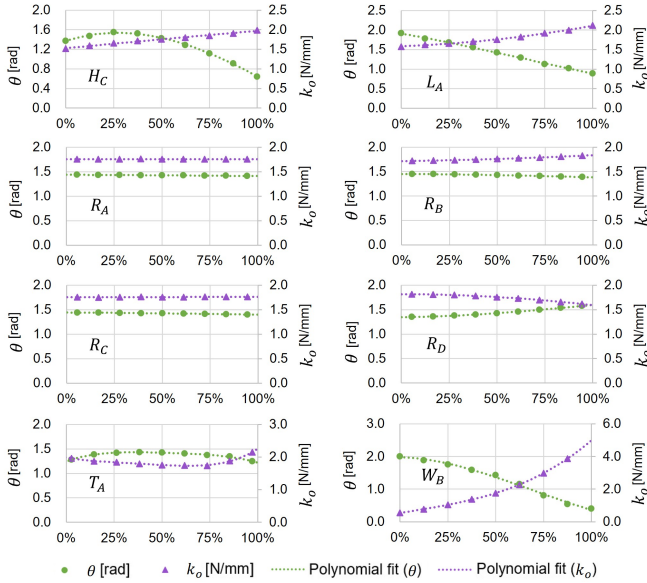 2.0 2.5 2.5 2.5
1.6 2.0 2.0 2.0
1.2 1.5 1.5 1.5
0.8 1.0 1.0 1.0
0.4 0.5 0.5 0.5
0.0 0.0 0.0 0.0
θ [rad] H_C k_o [N/mm] θ [rad] L_A k_o [N/mm]
0% 25% 50% 75% 100% 0% 25% 50% 75% 100%
2.0 2.0 2.0 2.0
1.5 1.5 1.5 1.5
1.0 1.0 1.0 1.0
0.5 0.5 0.5 0.5
0.0 0.0 0.0 0.0
θ [rad] R_A k_o [N/mm] θ [rad] R_B k_o [N/mm]
0% 25% 50% 75% 100% 0% 25% 50% 75% 100%
2.0 2.0 2.0 2.0
1.5 1.5 1.5 1.5
1.0 1.0 1.0 1.0
0.5 0.5 0.5 0.5
0.0 0.0 0.0 0.0
θ [rad] R_C k_o [N/mm] θ [rad] R_D k_o [N/mm]
0% 25% 50% 75% 100% 0% 25% 50% 75% 100%
2.0 3.0 3.0 6.0
1.5 2.0 2.0 4.0
1.0 1.0 1.0 2.0
0.5 0.0 0.0 0.0
0.0
θ [rad] T_A k_o [N/mm] θ [rad] W_B k_o [N/mm]
0% 25% 50% 75% 100% 0% 25% 50% 75% 100%
θ [rad] k_o [N/mm] Polynomial fit (θ) Polynomial fit (k_o)